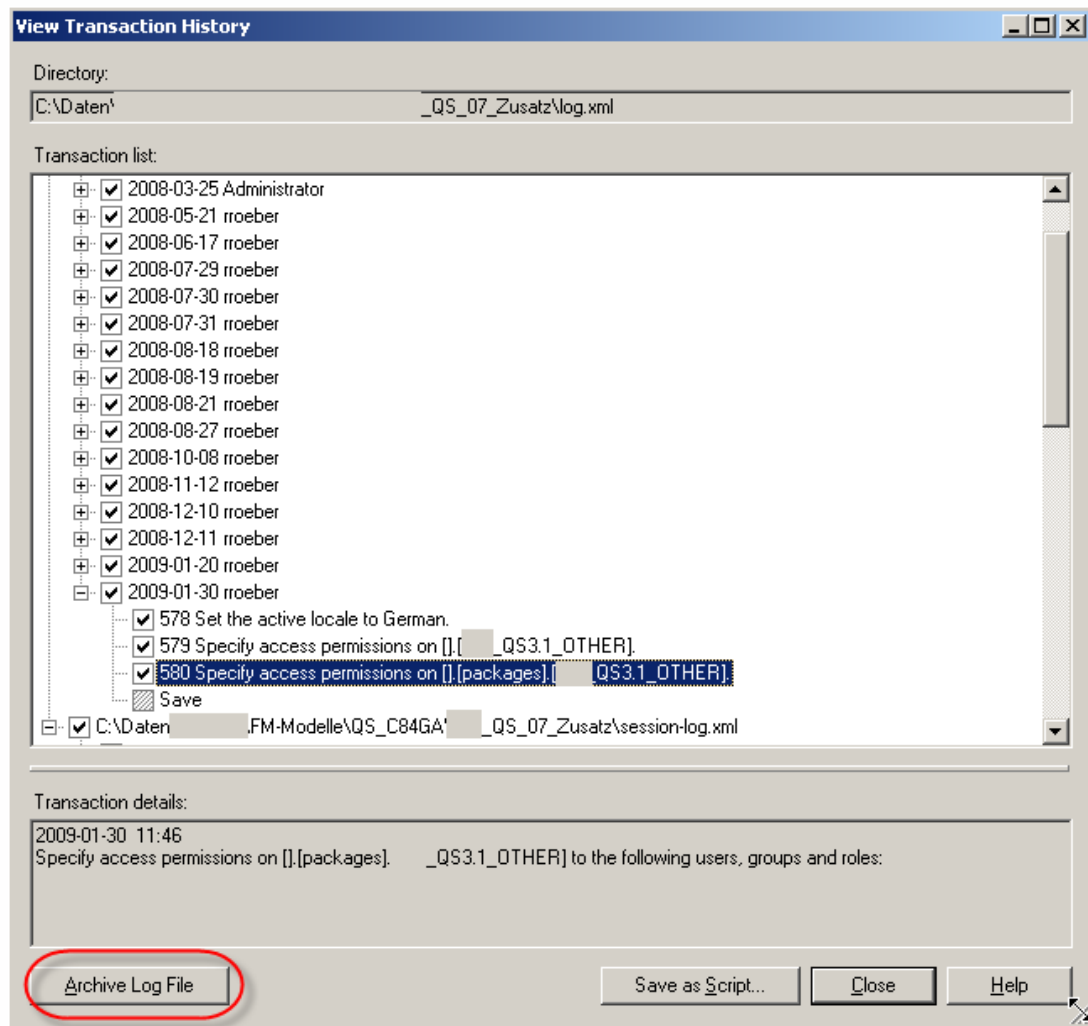 View Transaction History
Directory:
C:\Daten\ _QS_07_Zusatz\log.xml
Transaction list:
2008-03-25 Administrator
2008-05-21 rroeber
2008-06-17 rroeber
2008-07-29 rroeber
2008-07-30 rroeber
2008-07-31 rroeber
2008-08-18 rroeber
2008-08-19 rroeber
2008-08-21 rroeber
2008-08-27 rroeber
2008-10-08 rroeber
2008-11-12 rroeber
2008-12-10 rroeber
2008-12-11 rroeber
2009-01-20 rroeber
2009-01-30 rroeber
578 Set the active locale to German.
579 Specify access permissions on [].[ _QS3.1_OTHER].
580 Specify access permissions on [].[packages].[ _QS3.1_OTHER].
Save
C:\Daten .FM-Modelle\QS_C84GA\ _QS_07_Zusatz\session-log.xml
Transaction details:
2009-01-30 11:46
Specify access permissions on [].[packages]. _QS3.1_OTHER] to the following users, groups and roles:
Archive Log File
Save as Script...
Close
Help